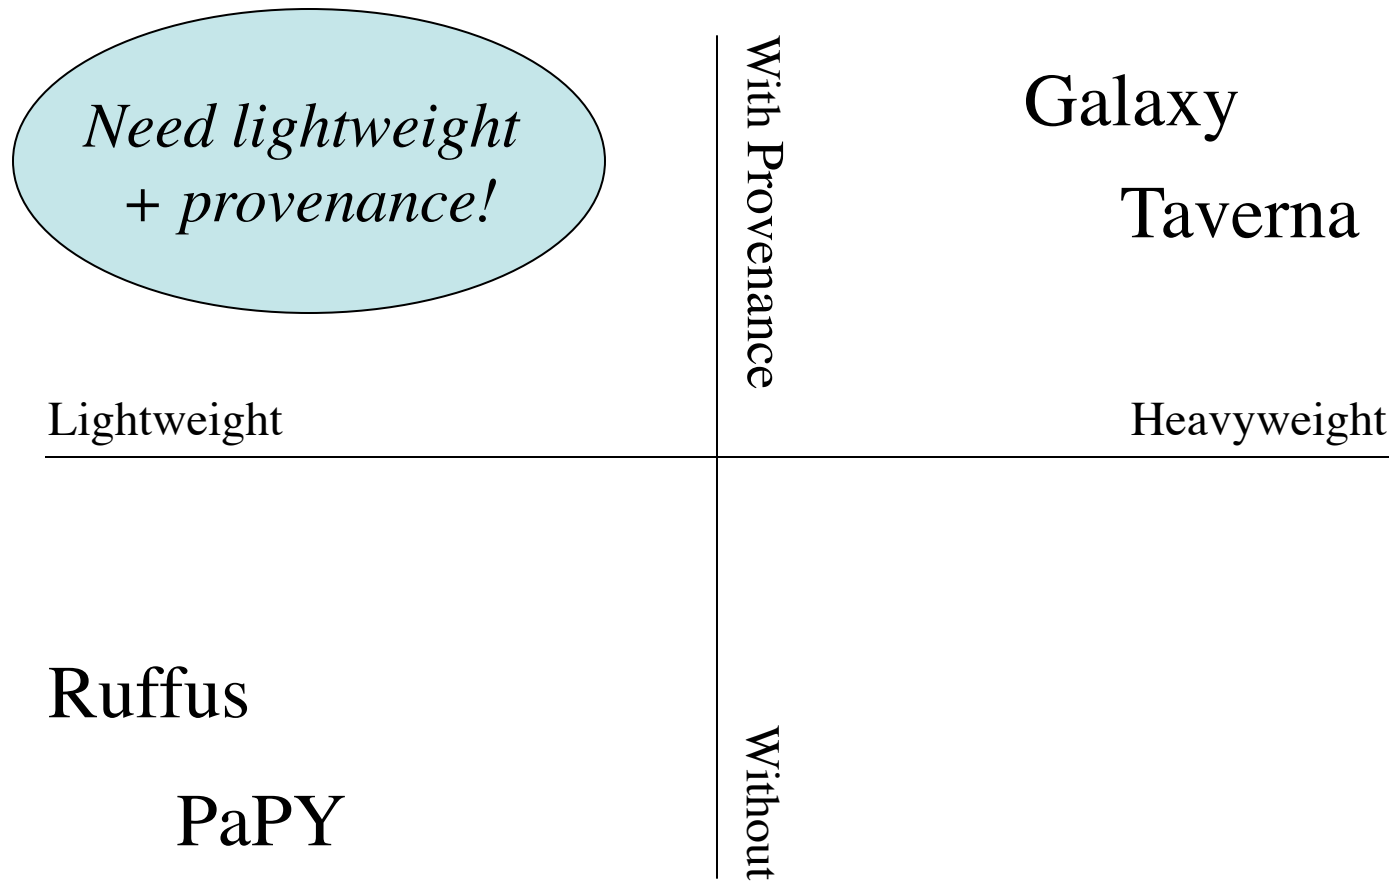 Need lightweight
+ provenance!
With Provenance
Galaxy
Taverna
Lightweight
Heavyweight
Ruffus
PaPY
Without